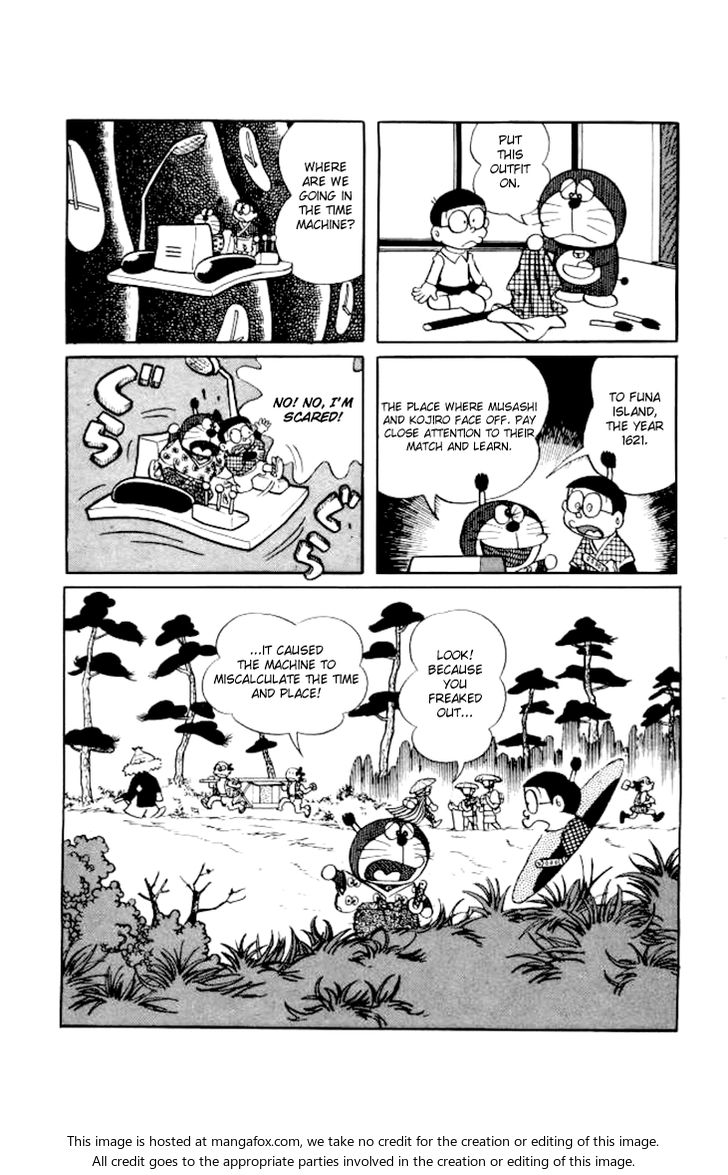 PUT
THIS
OUTFIT
ON.
WHERE
ARE WE
GOING IN
THE TIME
MACHINE?
TO FUNA
ISLAND,
THE YEAR
1621.
THE PLACE WHERE MUSASHI
AND KOJIRO FACE OFF. PAY
CLOSE ATTENTION TO THEIR
MATCH AND LEARN.
NO! NO, I'M
SCARED!
ぐら
ぐら
LOOK!
BECAUSE
YOU
FREAKED
OUT...
...IT CAUSED
THE MACHINE TO
MISCALCULATE THE TIME
AND PLACE!
This image is hosted at mangafox.com, we take no credit for the creation or editing of this image.
All credit goes to the appropriate parties involved in the creation or editing of this image.